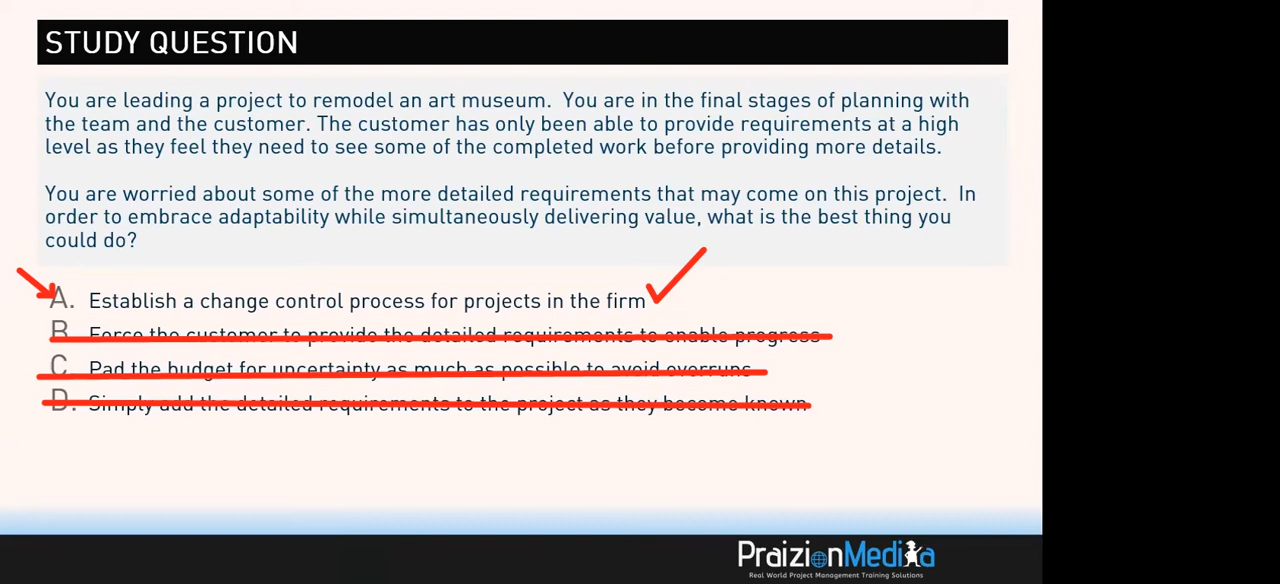 STUDY QUESTION
You are leading a project to remodel an art museum. You are in the final stages of planning with
the team and the customer. The customer has only been able to provide requirements at a high
level as they feel they need to see some of the completed work before providing more details.
You are worried about some of the more detailed requirements that may come on this project. In
order to embrace adaptability while simultaneously delivering value, what is the best thing you
could do?
A. Establish a change control process for projects in the firm
B. Force the customer to provide the detailed requirements to enable progress
C. Pad the budget for uncertainty as much as possible to avoid overruns
D. Simply add the detailed requirements to the project as they become known
PraizionMedia
Real World Project Management Training Solutions